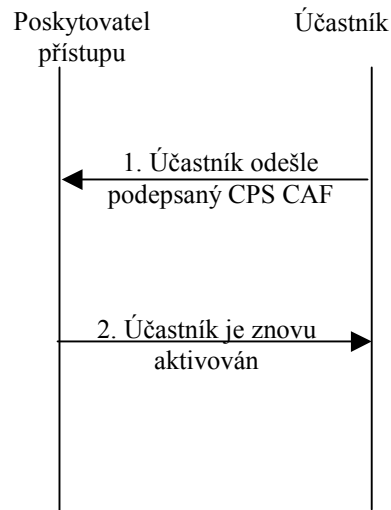 Poskytovatel
přístupu
Účastník
1. Účastník odešle
podepsaný CPS CAF
2. Účastník je znovu
aktivován